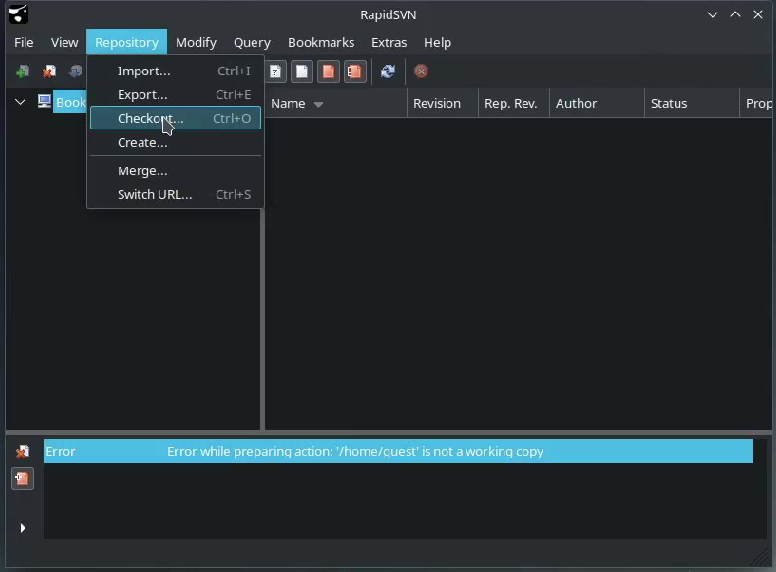 RapidSVN
File View Repository Modify Query Bookmarks Extras Help
Import... Ctrl+I
Export... Ctrl+E
Checkout... Ctrl+O
Create...
Merge...
Switch URL... Ctrl+S
Book
Name Revision Rep. Rev. Author Status Prop
Error Error while preparing action: '/home/guest' is not a working copy